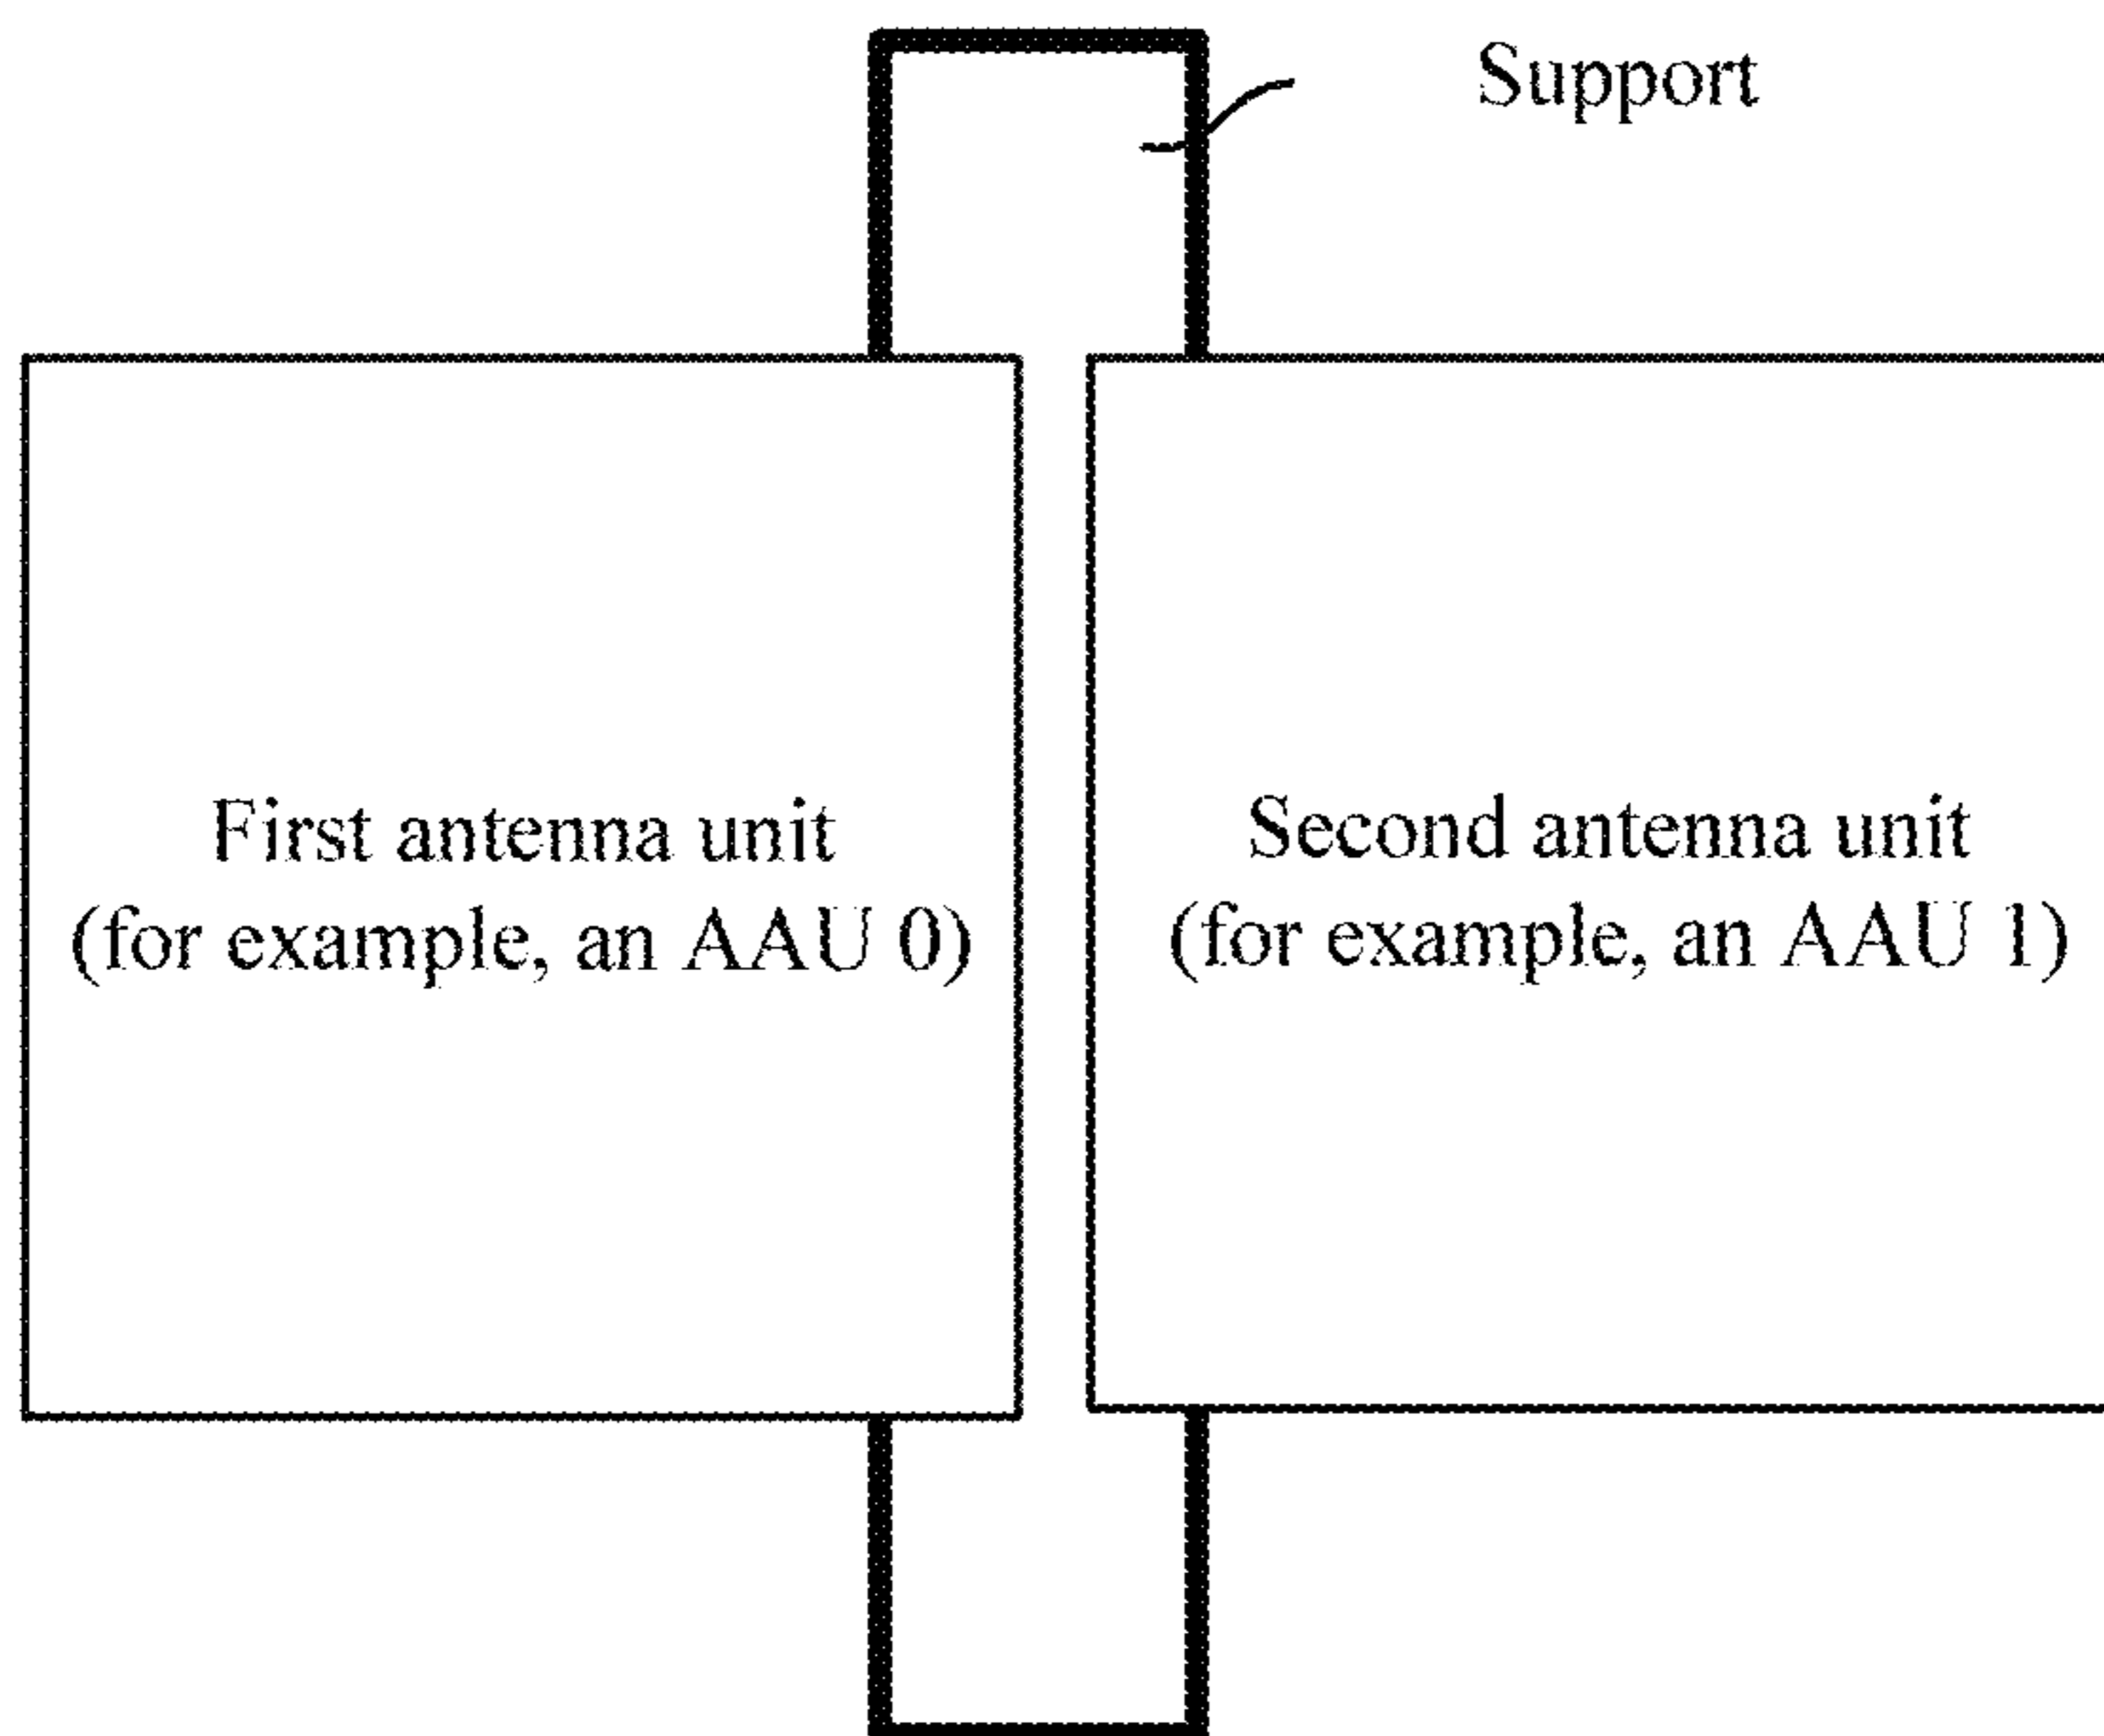 Support
First antenna unit
(for example, an AAU 0)
Second antenna unit
(for example, an AAU 1)